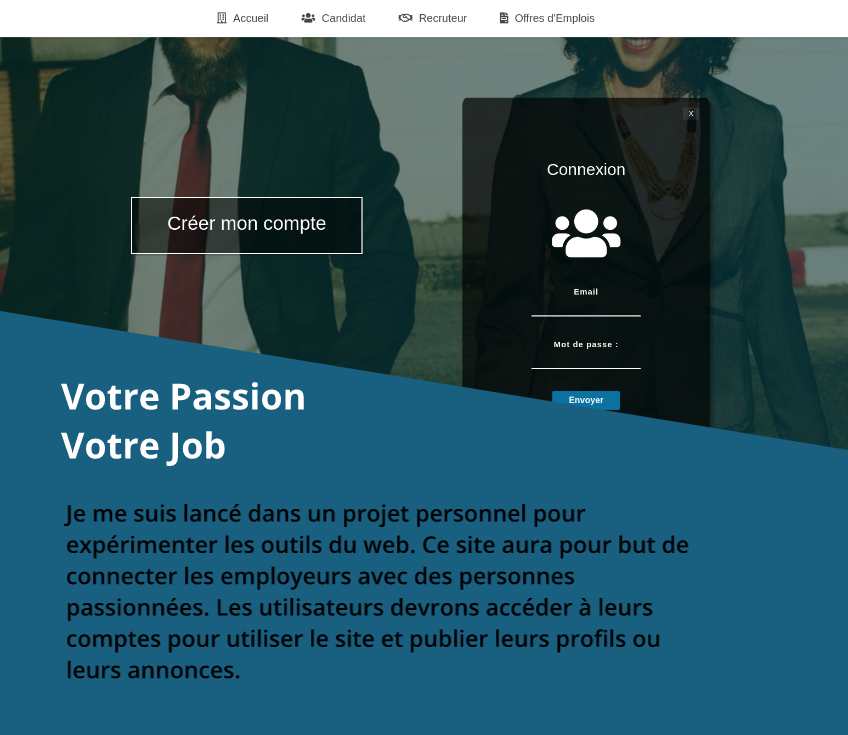 Accueil Candidat Recruteur Offres d'Emplois
x
Connexion
Créer mon compte
Email
Mot de passe :
Envoyer
Votre Passion
Votre Job
Je me suis lancé dans un projet personnel pour
expérimenter les outils du web. Ce site aura pour but de
connecter les employeurs avec des personnes
passionnées. Les utilisateurs devrons accéder à leurs
comptes pour utiliser le site et publier leurs profils ou
leurs annonces.